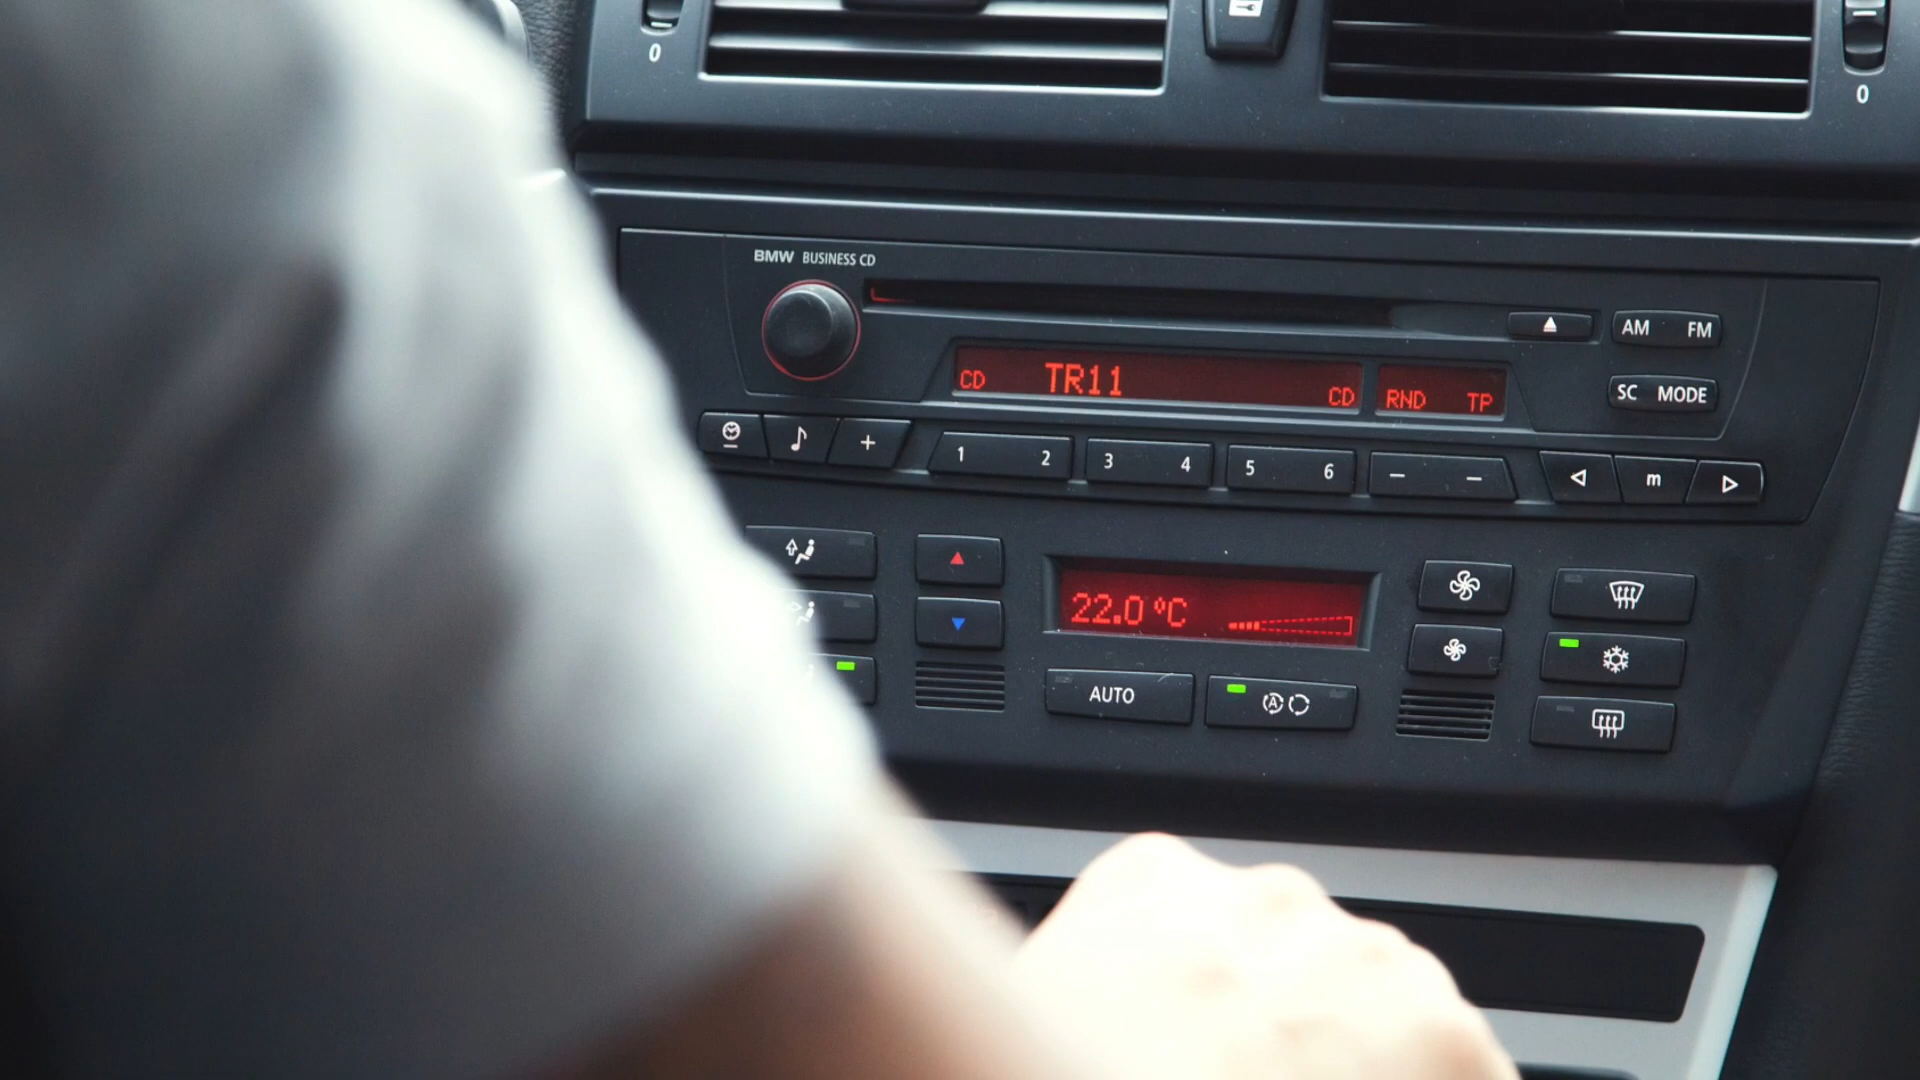 0
0
BMW BUSINESS CD
AM FM
CD TR11 CD RND TP
SC MODE
+ 1 2 3 4 5 6 – – m
22.0 °C
AUTO
A